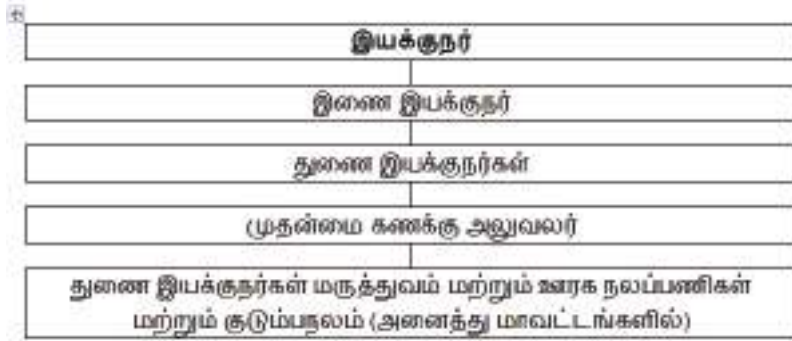 இயக்குநர்
இணை இயக்குநர்
துணை இயக்குநர்கள்
முதன்மை கணக்கு அலுவலர்
துணை இயக்குநர்கள் மருத்துவம் மற்றும் ஊரக நலப்பணிகள்
மற்றும் குடும்பநலம் (அனைத்து மாவட்டங்களில்)